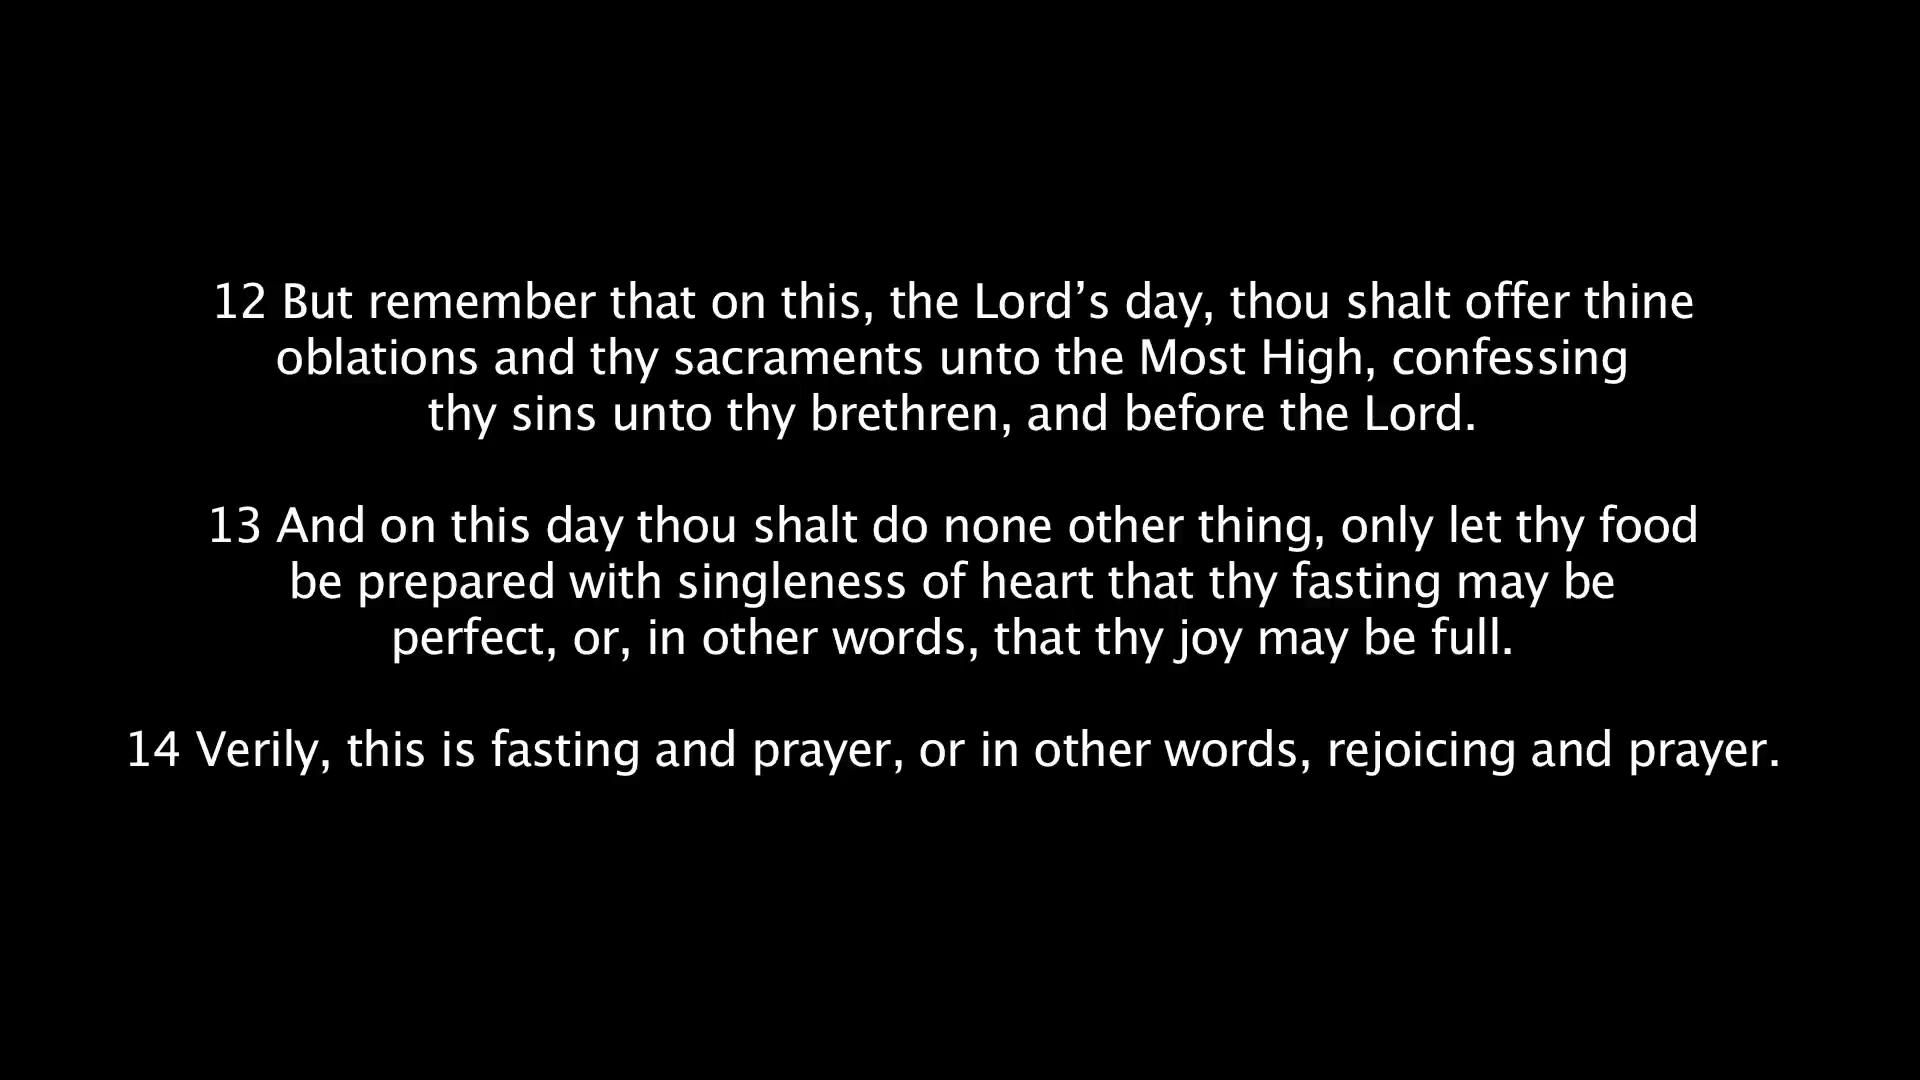 12 But remember that on this, the Lord’s day, thou shalt offer thine
oblations and thy sacraments unto the Most High, confessing
thy sins unto thy brethren, and before the Lord.
13 And on this day thou shalt do none other thing, only let thy food
be prepared with singleness of heart that thy fasting may be
perfect, or, in other words, that thy joy may be full.
14 Verily, this is fasting and prayer, or in other words, rejoicing and prayer.